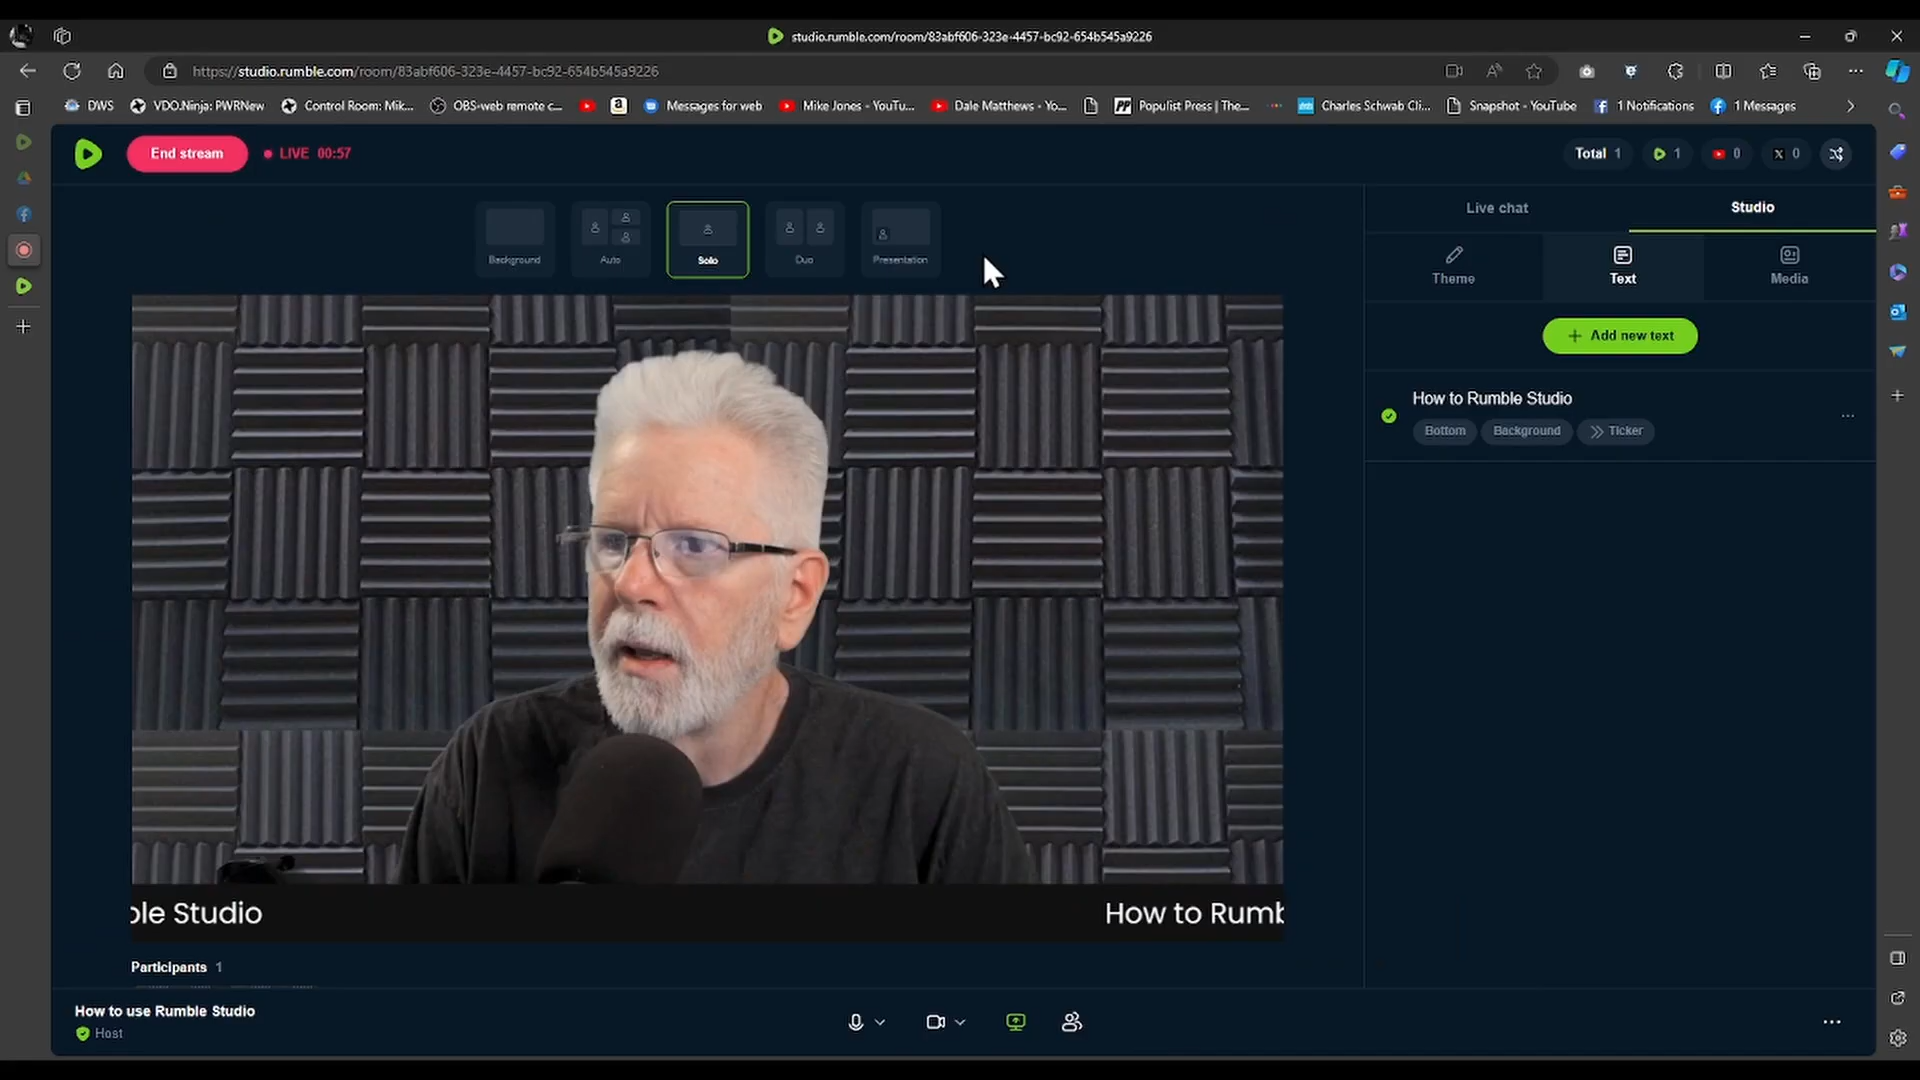 studio.rumble.com/room/83abf606-323e-4457-bc92-654b545a9226
https://studio.rumble.com/room/83abf606-323e-4457-bc92-654b545a9226
DWS VDO.Ninja: PWRNew Control Room: Mik... OBS-web remote c... Messages for web Mike Jones - YouTu... Dale Matthews - Yo... PP Populist Press | The... Charles Schwab Cli... Snapshot - YouTube 1 Notifications 1 Messages
End stream LIVE 00:57 Total 1 1 0 X 0
Live chat Studio
Background Auto Solo Duo Presentation
Theme Text Media
+ Add new text
How to Rumble Studio
Bottom Background Ticker
ble Studio How to Rumb
Participants 1
How to use Rumble Studio
Host